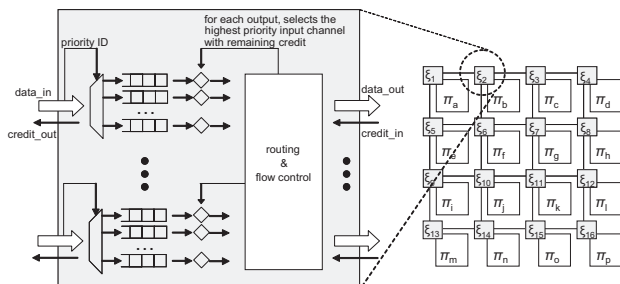 for each output, selects the
highest priority input channel
with remaining credit
priority ID
data_in
credit_out
...
...
routing
&
flow control
data_out
credit_in
ξ1 ξ2 ξ3 ξ4
πa πb πc πd
ξ5 ξ6 ξ7 ξ8
πe πf πg πh
ξ9 ξ10 ξ11 ξ12
πi πj πk πl
ξ13 ξ14 ξ15 ξ16
πm πn πo πp